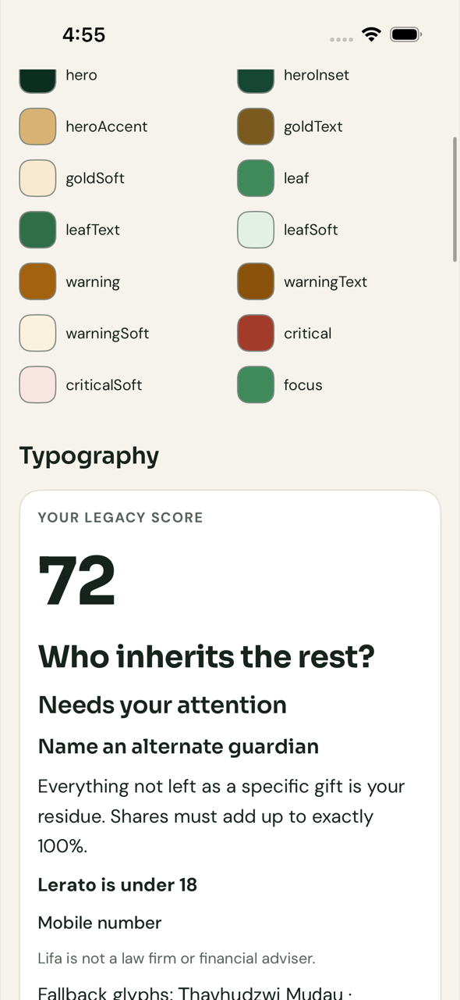 4:55
hero
heroInset
heroAccent
goldText
goldSoft
leaf
leafText
leafSoft
warning
warningText
warningSoft
critical
criticalSoft
focus
Typography
YOUR LEGACY SCORE
72
Who inherits the rest?
Needs your attention
Name an alternate guardian
Everything not left as a specific gift is your
residue. Shares must add up to exactly
100%.
Lerato is under 18
Mobile number
Lifa is not a law firm or financial adviser.
Fallback glyphs: Thavhudzwi Mudau ·